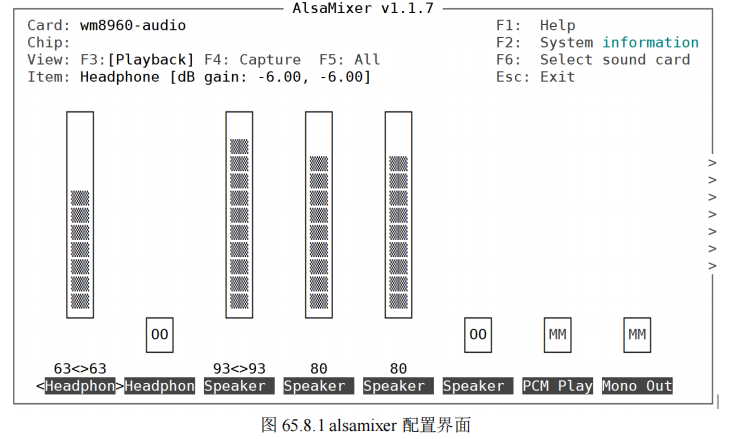 AlsaMixer v1.1.7
Card: wm8960-audio F1: Help
Chip: F2: System information
View: F3:[Playback] F4: Capture F5: All F6: Select sound card
Item: Headphone [dB gain: -6.00, -6.00] Esc: Exit
>
>
>
>
>
>
>
OO OO MM MM
63<>63 93<>93 80 80
<Headphon>Headphon Speaker Speaker Speaker Speaker PCM Play Mono Out
图 65.8.1 alsamixer 配置界面